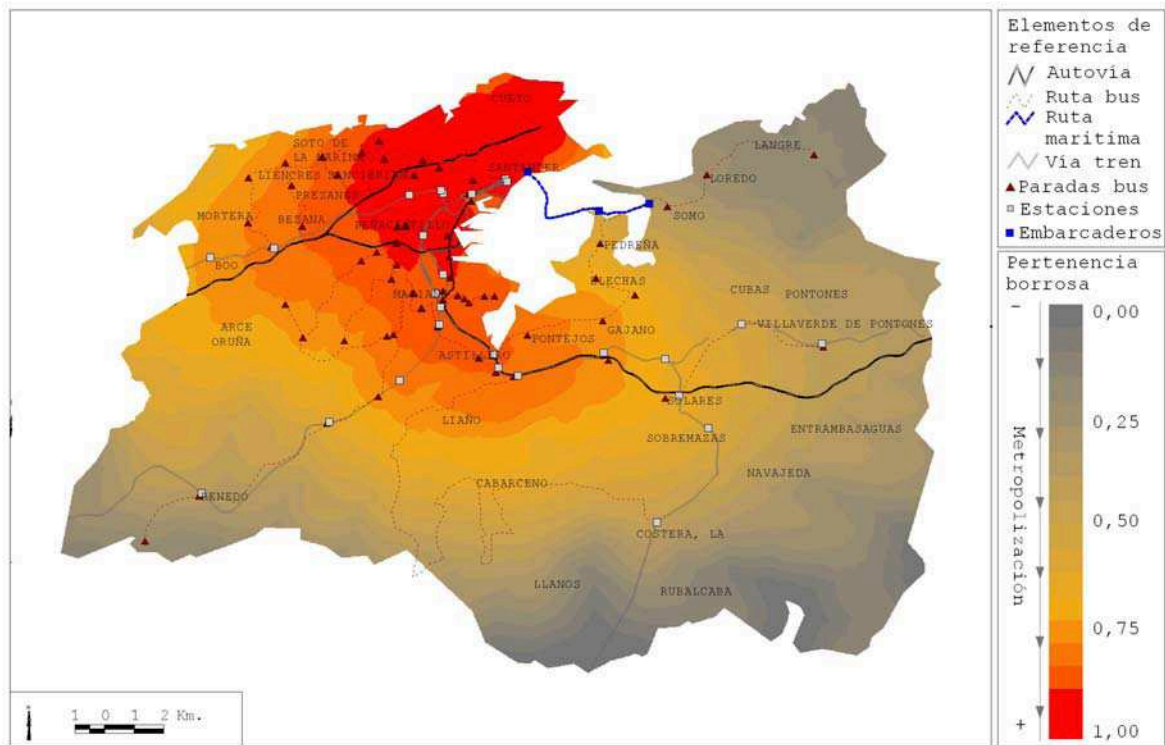 CUETO
SOTO DE
LA MARINA
LIENCRES
PREZANES
SANTANDER
MORTERA
BEZANA
PEÑACASTILLO
BOO
ARCE
ORUÑA
ASTILLERO
LIAÑO
RENEDO
CABARCENO
LLANOS
LANGRE
LOREDO
SOMO
PEDREÑA
ELECHAS
CUBAS
PONTONES
GAJANO
PONTEJOS
VILLAVERDE DE PONTONES
SOLARES
SOBREMAZAS
ENTRAMBASAGUAS
NAVAJEDA
COSTERA, LA
RUBALCABA
1 0 1 2 Km.
Elementos de
referencia
Autovía
Ruta bus
Ruta
maritima
Vía tren
Paradas bus
Estaciones
Embarcaderos
Pertenencia
borrosa
-
0,00
0,25
0,50
0,75
1,00
+
Metropolización